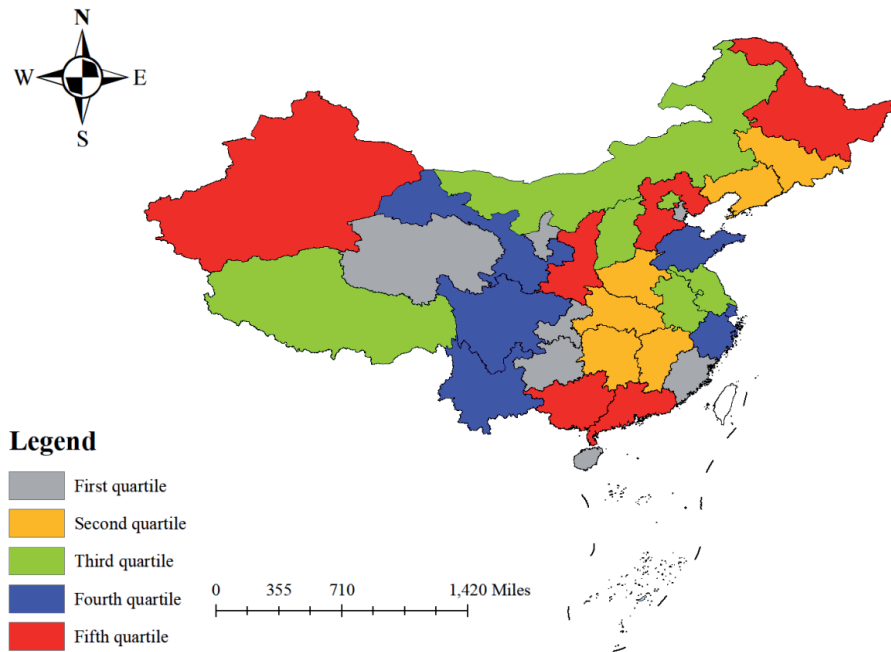 N
W E
S
Legend
First quartile
Second quartile
Third quartile
Fourth quartile
Fifth quartile
0 355 710 1,420 Miles